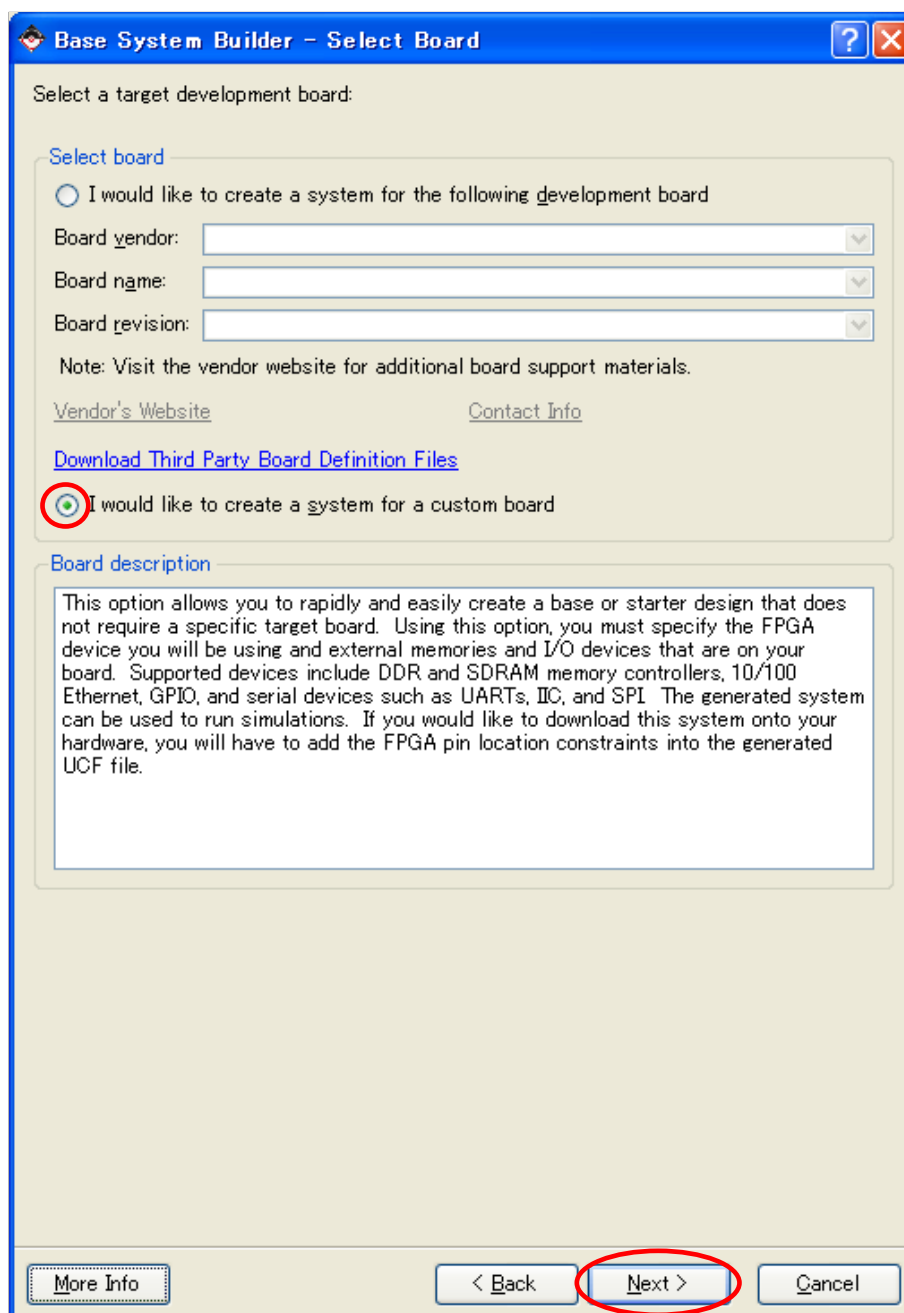 Base System Builder - Select Board
Select a target development board:
Select board
I would like to create a system for the following development board
Board vendor:
Board name:
Board revision:
Note: Visit the vendor website for additional board support materials.
Vendor's Website Contact Info
Download Third Party Board Definition Files
I would like to create a system for a custom board
Board description
This option allows you to rapidly and easily create a base or starter design that does
not require a specific target board.  Using this option, you must specify the FPGA
device you will be using and external memories and I/O devices that are on your
board.  Supported devices include DDR and SDRAM memory controllers, 10/100
Ethernet, GPIO, and serial devices such as UARTs, IIC, and SPI.  The generated system
can be used to run simulations.  If you would like to download this system onto your
hardware, you will have to add the FPGA pin location constraints into the generated
UCF file.
More Info < Back Next > Cancel